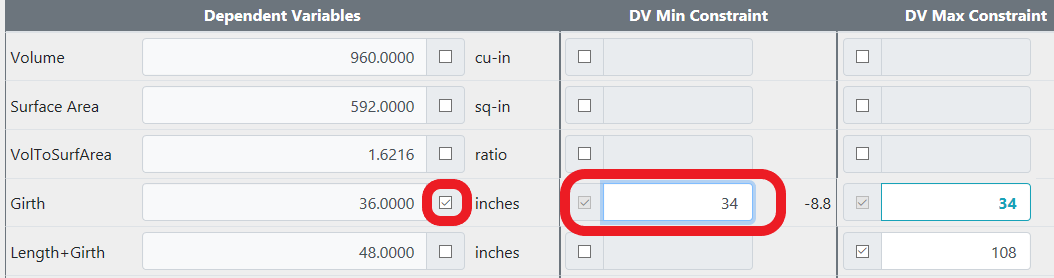 Dependent Variables DV Min Constraint DV Max Constraint
Volume 960.0000 cu-in
Surface Area 592.0000 sq-in
VolToSurfArea 1.6216 ratio
Girth 36.0000 inches 34 -8.8 34
Length+Girth 48.0000 inches 108